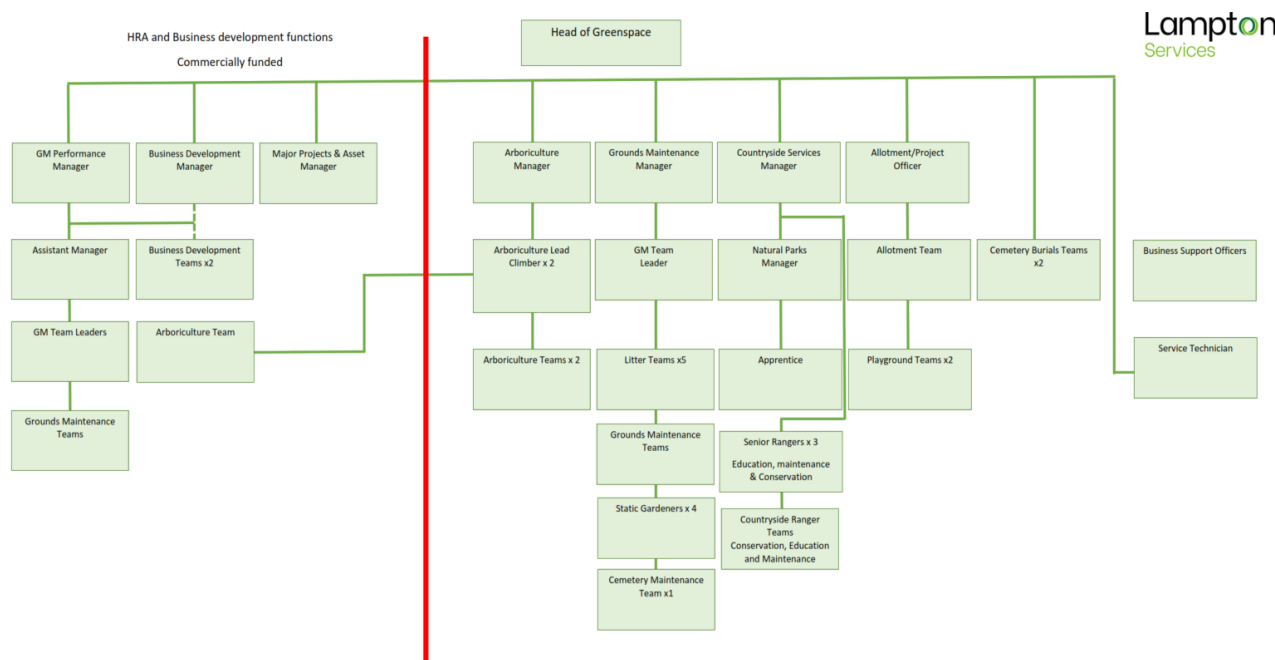 HRA and Business development functions
Commercially funded
Head of Greenspace
Lampton
Services
GM Performance
Manager
Business Development
Manager
Major Projects & Asset
Manager
Arboriculture
Manager
Grounds Maintenance
Manager
Countryside Services
Manager
Allotment/Project
Officer
Assistant Manager
Business Development
Teams x2
Arboriculture Lead
Climber x 2
GM Team
Leader
Natural Parks
Manager
Allotment Team
Cemetery Burials Teams
x2
Business Support Officers
GM Team Leaders
Arboriculture Team
Arboriculture Teams x 2
Litter Teams x5
Apprentice
Playground Teams x2
Service Technician
Grounds Maintenance
Teams
Grounds Maintenance
Teams
Senior Rangers x 3
Education, maintenance
& Conservation
Static Gardeners x 4
Countryside Ranger
Teams
Conservation, Education
and Maintenance
Cemetery Maintenance
Team x1